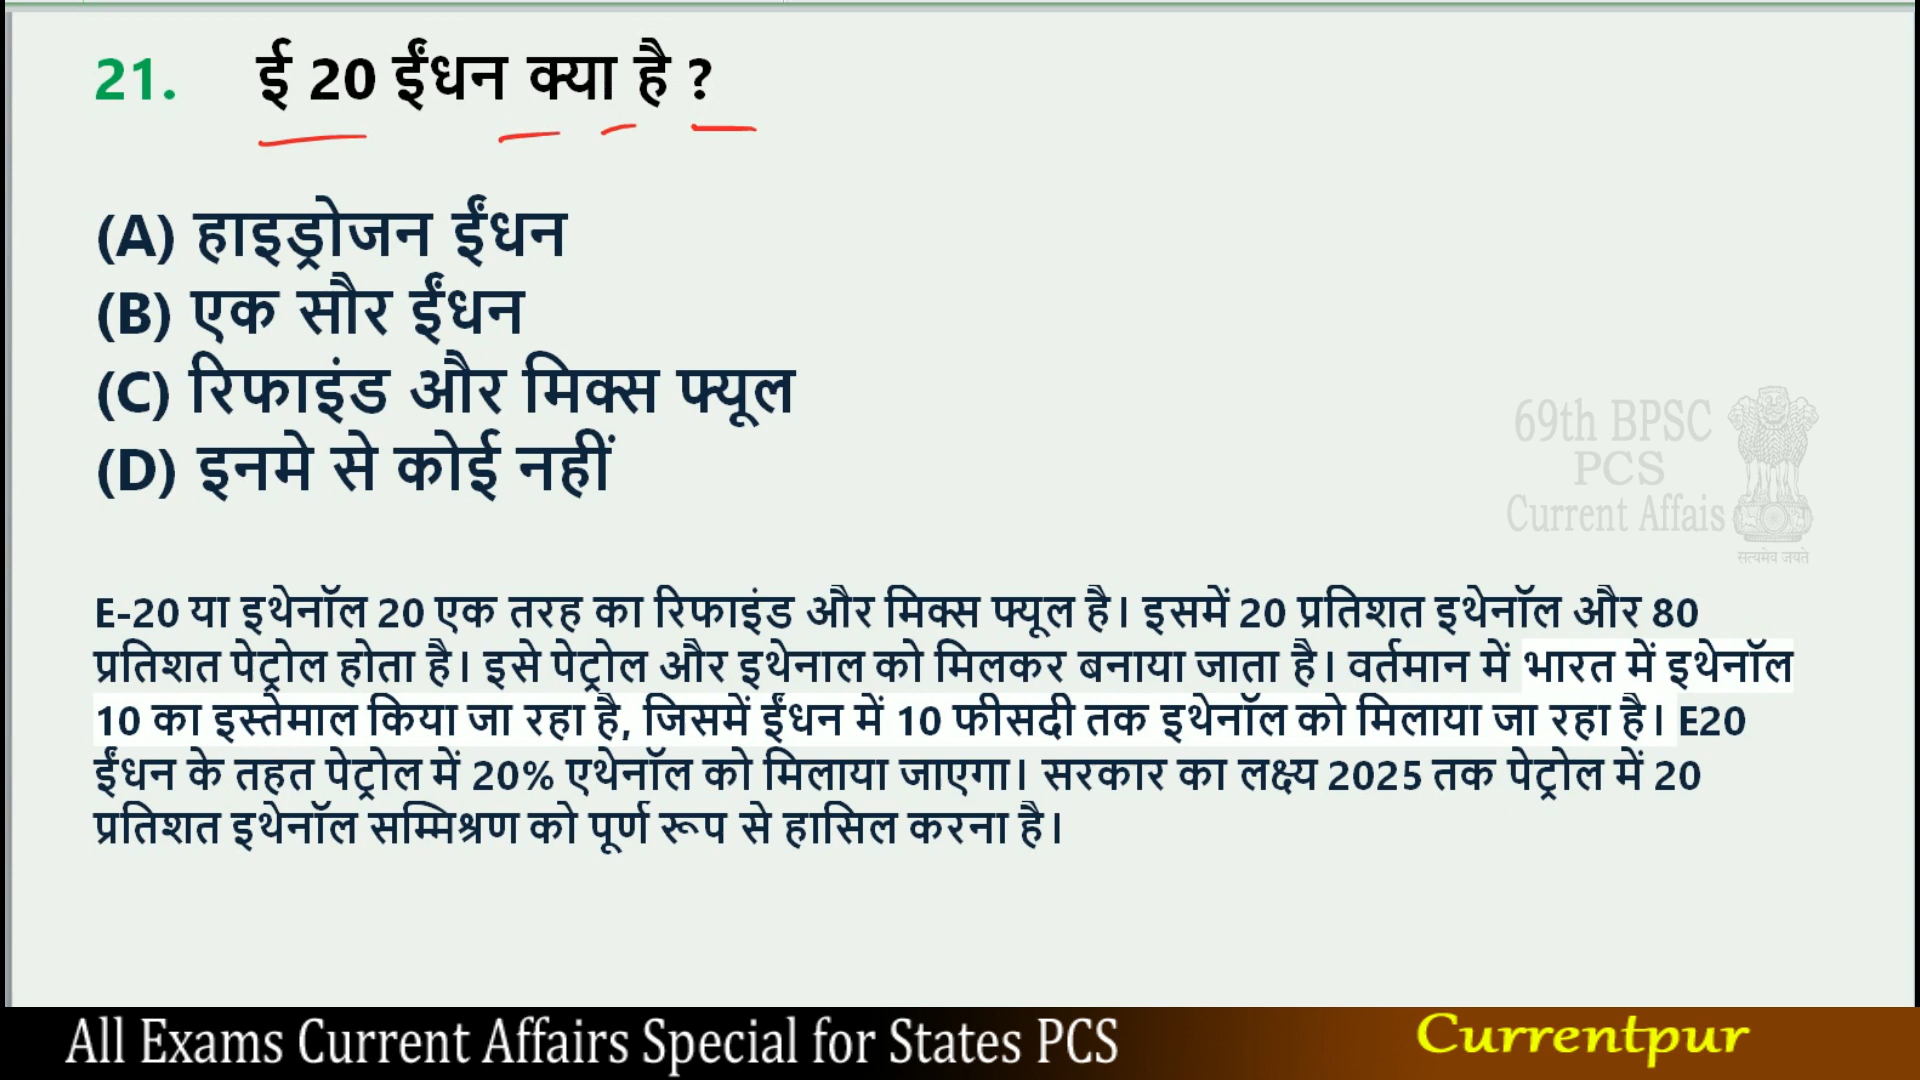 21. ई 20 ईंधन क्या है ?
(A) हाइड्रोजन ईंधन
(B) एक सौर ईंधन
(C) रिफाइंड और मिक्स फ्यूल
(D) इनमे से कोई नहीं
69th BPSC
PCS
Current Affais
सत्यमेव जयते
E-20 या इथेनॉल 20 एक तरह का रिफाइंड और मिक्स फ्यूल है। इसमें 20 प्रतिशत इथेनॉल और 80
प्रतिशत पेट्रोल होता है। इसे पेट्रोल और इथेनाल को मिलकर बनाया जाता है। वर्तमान में भारत में इथेनॉल
10 का इस्तेमाल किया जा रहा है, जिसमें ईंधन में 10 फीसदी तक इथेनॉल को मिलाया जा रहा है। E20
ईंधन के तहत पेट्रोल में 20% एथेनॉल को मिलाया जाएगा। सरकार का लक्ष्य 2025 तक पेट्रोल में 20
प्रतिशत इथेनॉल सम्मिश्रण को पूर्ण रूप से हासिल करना है।
All Exams Current Affairs Special for States PCS
Currentpur